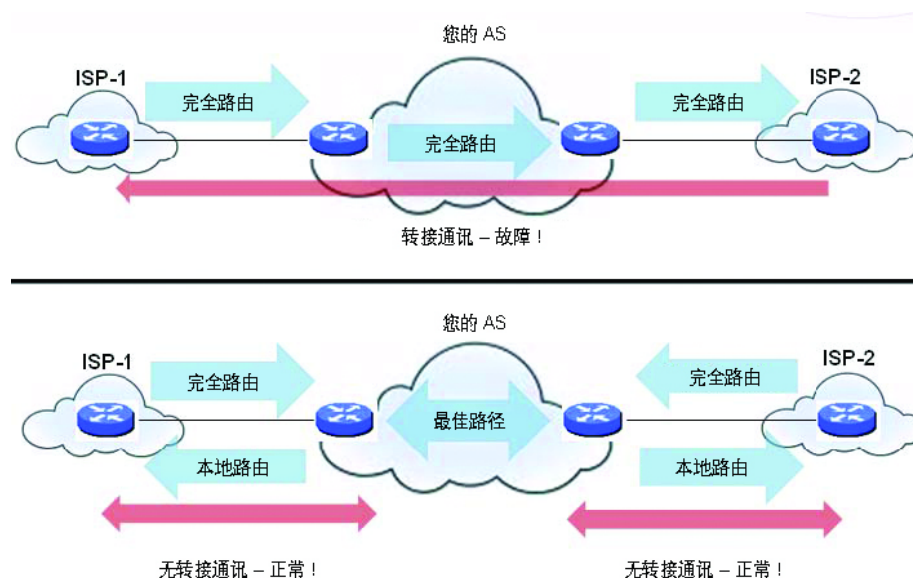 您的 AS
ISP-1
ISP-2
完全路由
完全路由
完全路由
转接通讯 – 故障！
您的 AS
ISP-1
ISP-2
完全路由
完全路由
最佳路径
本地路由
本地路由
无转接通讯 – 正常！
无转接通讯 – 正常！